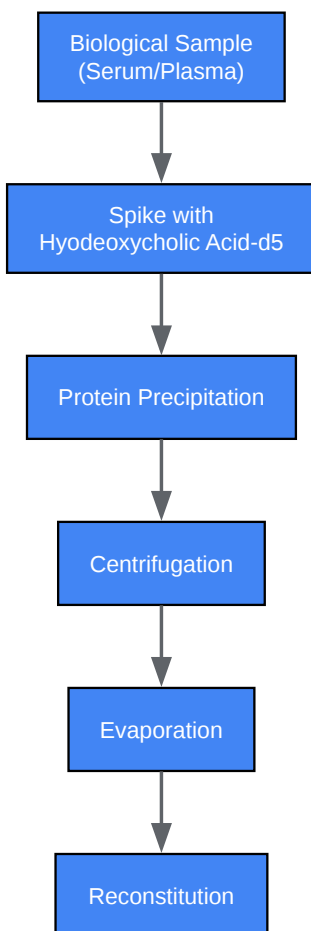 Biological Sample
(Serum/Plasma)
Spike with
Hyodeoxycholic Acid-d5
Protein Precipitation
Centrifugation
Evaporation
Reconstitution